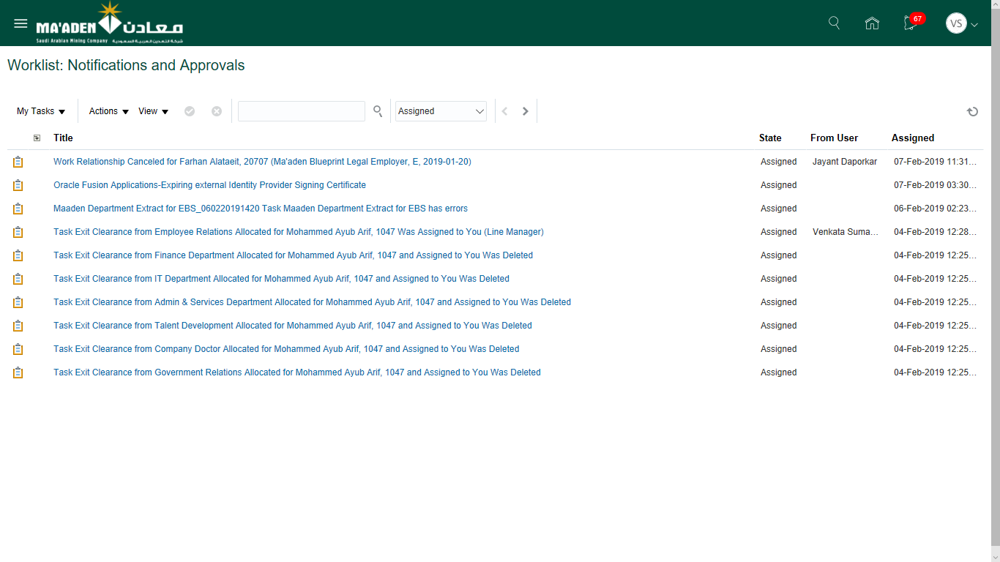 MA'ADEN معادن
Saudi Arabian Mining Company شركة التعدين العربية السعودية
67
VS
Worklist: Notifications and Approvals
My Tasks Actions View Assigned
Title State From User Assigned
Work Relationship Canceled for Farhan Alataeit, 20707 (Ma'aden Blueprint Legal Employer, E, 2019-01-20) Assigned Jayant Daporkar 07-Feb-2019 11:31...
Oracle Fusion Applications-Expiring external Identity Provider Signing Certificate Assigned 07-Feb-2019 03:30...
Maaden Department Extract for EBS_060220191420 Task Maaden Department Extract for EBS has errors Assigned 06-Feb-2019 02:23...
Task Exit Clearance from Employee Relations Allocated for Mohammed Ayub Arif, 1047 Was Assigned to You (Line Manager) Assigned Venkata Suma... 04-Feb-2019 12:28...
Task Exit Clearance from Finance Department Allocated for Mohammed Ayub Arif, 1047 and Assigned to You Was Deleted Assigned 04-Feb-2019 12:25...
Task Exit Clearance from IT Department Allocated for Mohammed Ayub Arif, 1047 and Assigned to You Was Deleted Assigned 04-Feb-2019 12:25...
Task Exit Clearance from Admin & Services Department Allocated for Mohammed Ayub Arif, 1047 and Assigned to You Was Deleted Assigned 04-Feb-2019 12:25...
Task Exit Clearance from Talent Development Allocated for Mohammed Ayub Arif, 1047 and Assigned to You Was Deleted Assigned 04-Feb-2019 12:25...
Task Exit Clearance from Company Doctor Allocated for Mohammed Ayub Arif, 1047 and Assigned to You Was Deleted Assigned 04-Feb-2019 12:25...
Task Exit Clearance from Government Relations Allocated for Mohammed Ayub Arif, 1047 and Assigned to You Was Deleted Assigned 04-Feb-2019 12:25...